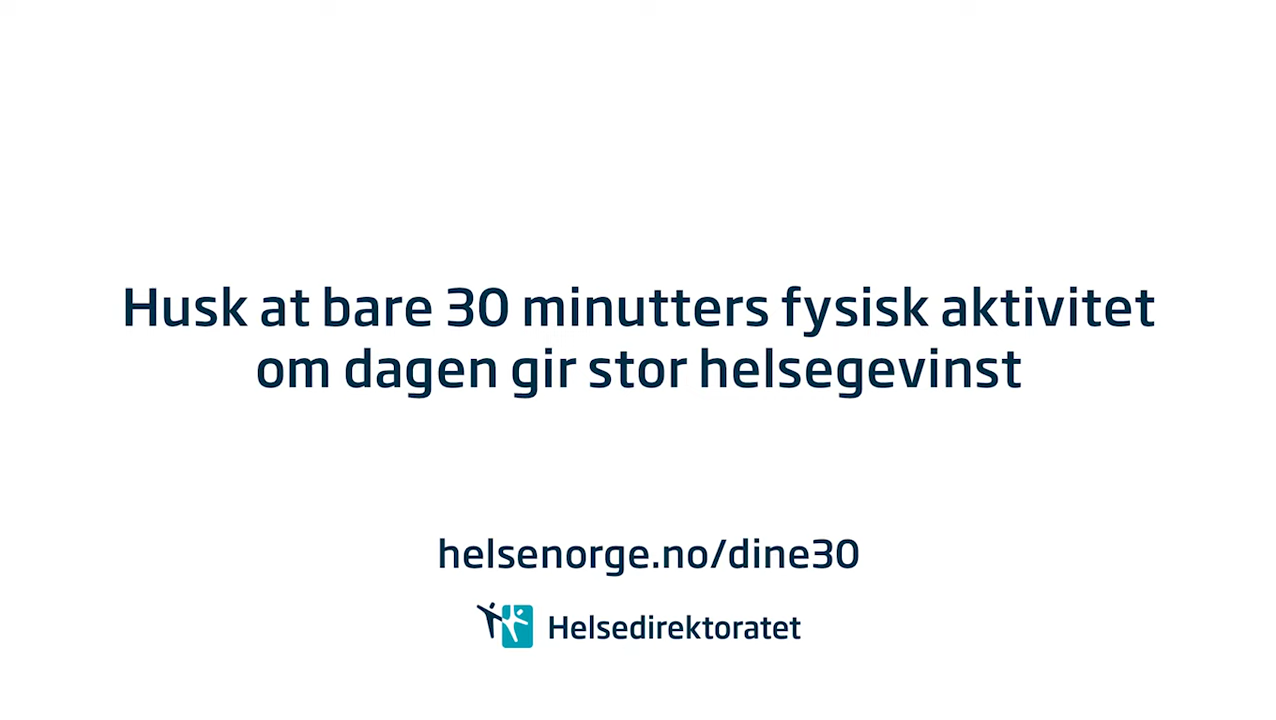 Husk at bare 30 minutters fysisk aktivitet
om dagen gir stor helsegevinst
helsenorge.no/dine30
Helsedirektoratet